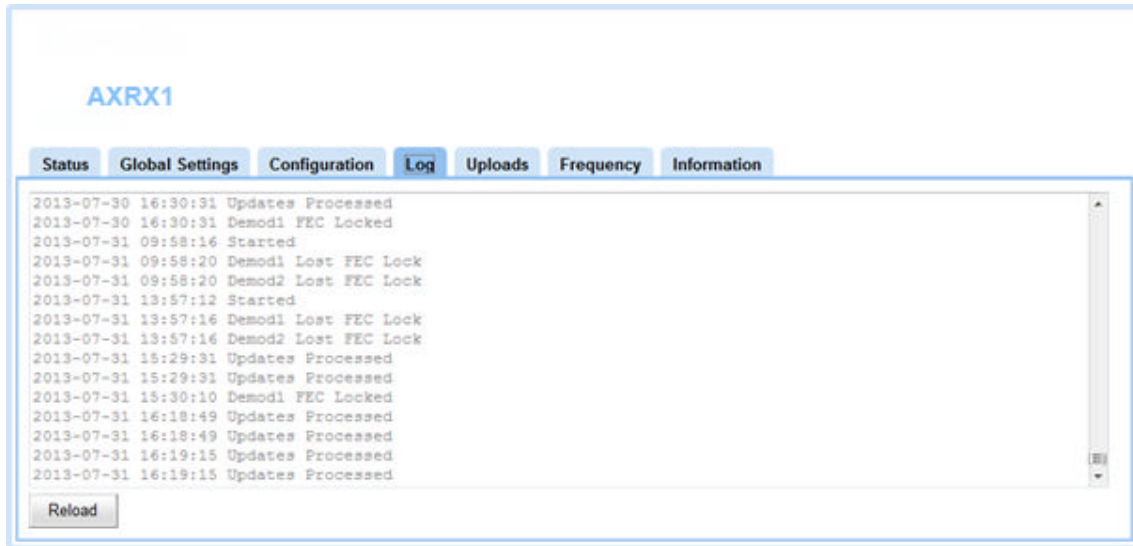 AXRX1
Status Global Settings Configuration Log Uploads Frequency Information
2013-07-30 16:30:31 Updates Processed
2013-07-30 16:30:31 Demod1 FEC Locked
2013-07-31 09:58:16 Started
2013-07-31 09:58:20 Demod1 Lost FEC Lock
2013-07-31 09:58:20 Demod2 Lost FEC Lock
2013-07-31 13:57:12 Started
2013-07-31 13:57:16 Demod1 Lost FEC Lock
2013-07-31 13:57:16 Demod2 Lost FEC Lock
2013-07-31 15:29:31 Updates Processed
2013-07-31 15:29:31 Updates Processed
2013-07-31 15:30:10 Demod1 FEC Locked
2013-07-31 16:18:49 Updates Processed
2013-07-31 16:18:49 Updates Processed
2013-07-31 16:19:15 Updates Processed
2013-07-31 16:19:15 Updates Processed
Reload